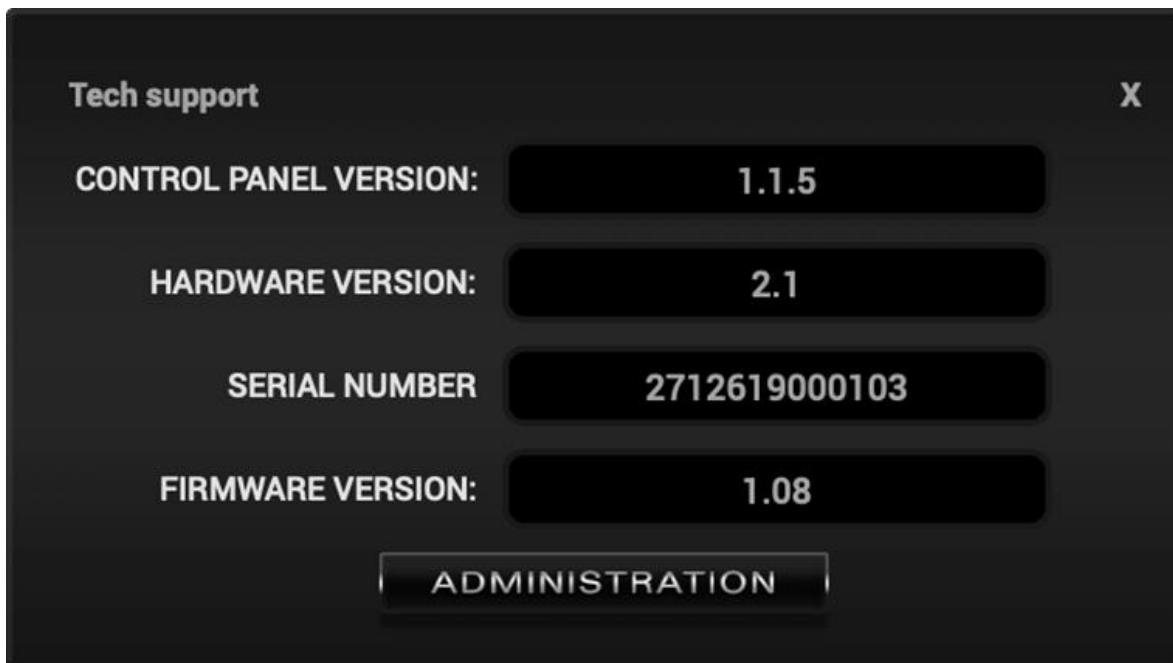 Tech support X
CONTROL PANEL VERSION: 1.1.5
HARDWARE VERSION: 2.1
SERIAL NUMBER 2712619000103
FIRMWARE VERSION: 1.08
ADMINISTRATION